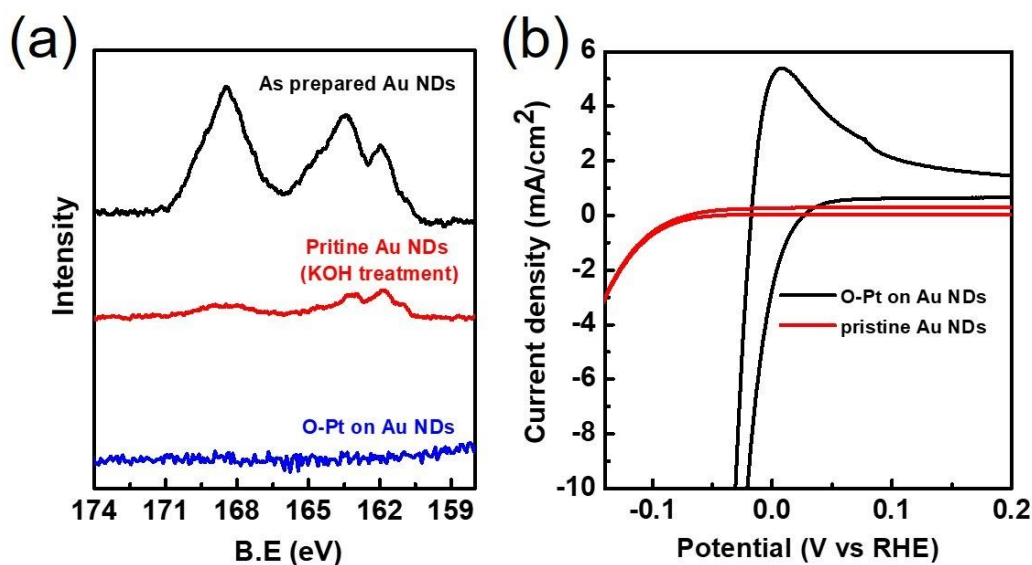 (a)
As prepared Au NDs
Pritine Au NDs
(KOH treatment)
O-Pt on Au NDs
Intensity
174 171 168 165 162 159
B.E (eV)
(b)
6
4
2
0
-2
-4
-6
-8
-10
Current density (mA/cm²)
O-Pt on Au NDs
pristine Au NDs
-0.1 0.0 0.1 0.2
Potential (V vs RHE)